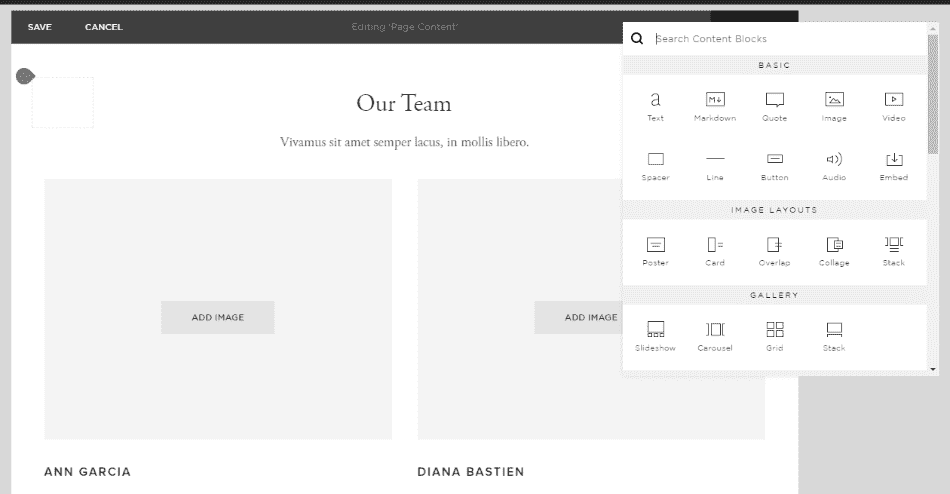 SAVE CANCEL Editing 'Page Content'
Search Content Blocks
BASIC
Text Markdown Quote Image Video
Spacer Line Button Audio Embed
IMAGE LAYOUTS
Poster Card Overlap Collage Stack
GALLERY
Slideshow Carousel Grid Stack
Our Team
Vivamus sit amet semper lacus, in mollis libero.
ADD IMAGE ADD IMAGE
ANN GARCIA DIANA BASTIEN